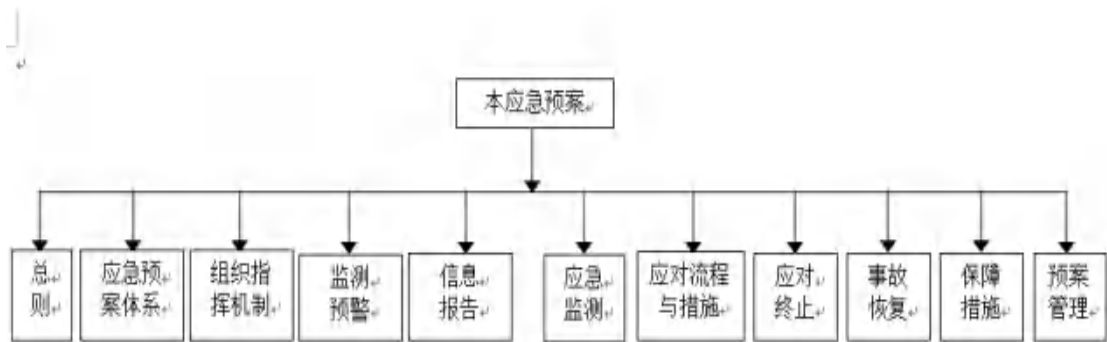 本应急预案
总
则
应急预
案体系
组织指
挥机制
监测
预警
信息
报告
应急
监测
应对流程
与措施
应对
终止
事故
恢复
保障
措施
预案
管理